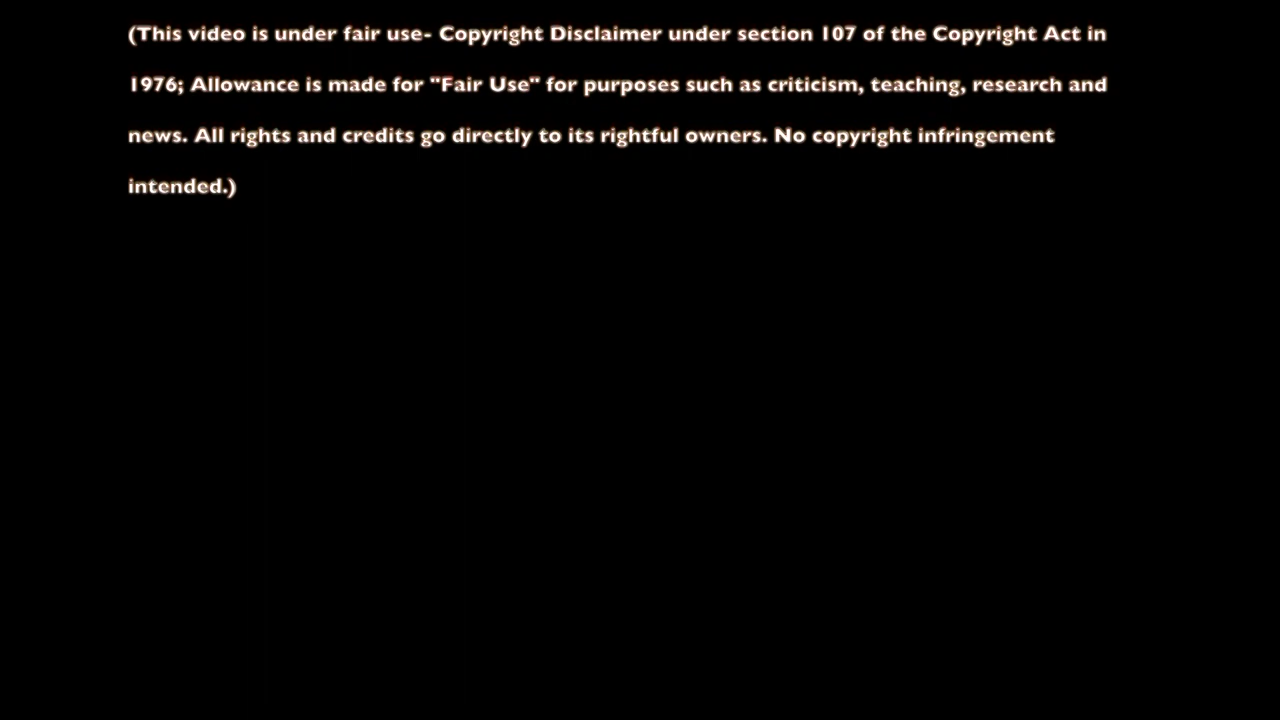 (This video is under fair use- Copyright Disclaimer under section 107 of the Copyright Act in
1976; Allowance is made for "Fair Use" for purposes such as criticism, teaching, research and
news. All rights and credits go directly to its rightful owners. No copyright infringement
intended.)